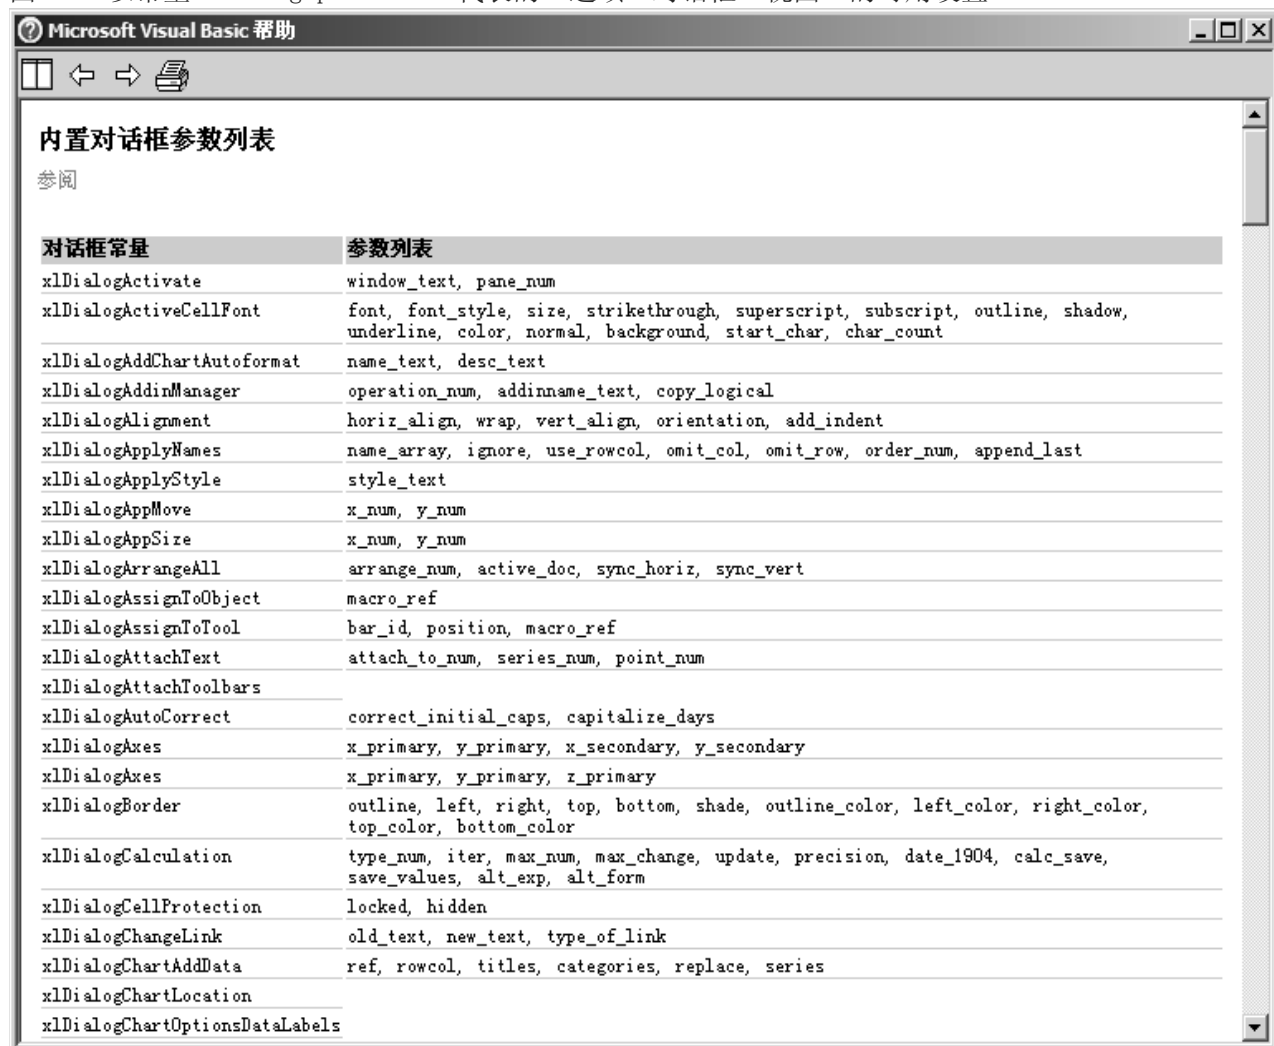 Microsoft Visual Basic 帮助
内置对话框参数列表
参阅
对话框常量 参数列表
xlDialogActivate window_text, pane_num
xlDialogActiveCellFont font, font_style, size, strikethrough, superscript, subscript, outline, shadow,
underline, color, normal, background, start_char, char_count
xlDialogAddChartAutoformat name_text, desc_text
xlDialogAddinManager operation_num, addinname_text, copy_logical
xlDialogAlignment horiz_align, wrap, vert_align, orientation, add_indent
xlDialogApplyNames name_array, ignore, use_rowcol, omit_col, omit_row, order_num, append_last
xlDialogApplyStyle style_text
xlDialogAppMove x_num, y_num
xlDialogAppSize x_num, y_num
xlDialogArrangeAll arrange_num, active_doc, sync_horiz, sync_vert
xlDialogAssignToObject macro_ref
xlDialogAssignToTool bar_id, position, macro_ref
xlDialogAttachText attach_to_num, series_num, point_num
xlDialogAttachToolbars
xlDialogAutoCorrect correct_initial_caps, capitalize_days
xlDialogAxes x_primary, y_primary, x_secondary, y_secondary
xlDialogAxes x_primary, y_primary, z_primary
xlDialogBorder outline, left, right, top, bottom, shade, outline_color, left_color, right_color,
top_color, bottom_color
xlDialogCalculation type_num, iter, max_num, max_change, update, precision, date_1904, calc_save,
save_values, alt_exp, alt_form
xlDialogCellProtection locked, hidden
xlDialogChangeLink old_text, new_text, type_of_link
xlDialogChartAddData ref, rowcol, titles, categories, replace, series
xlDialogChartLocation
xlDialogChartOptionsDataLabels